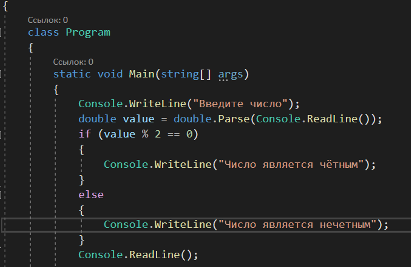 {
Ссылок: 0
class Program
{
Ссылок: 0
static void Main(string[] args)
{
Console.WriteLine("Введите число");
double value = double.Parse(Console.ReadLine());
if (value % 2 == 0)
{
Console.WriteLine("Число является чётным");
}
else
{
Console.WriteLine("Число является нечетным");
}
Console.ReadLine();